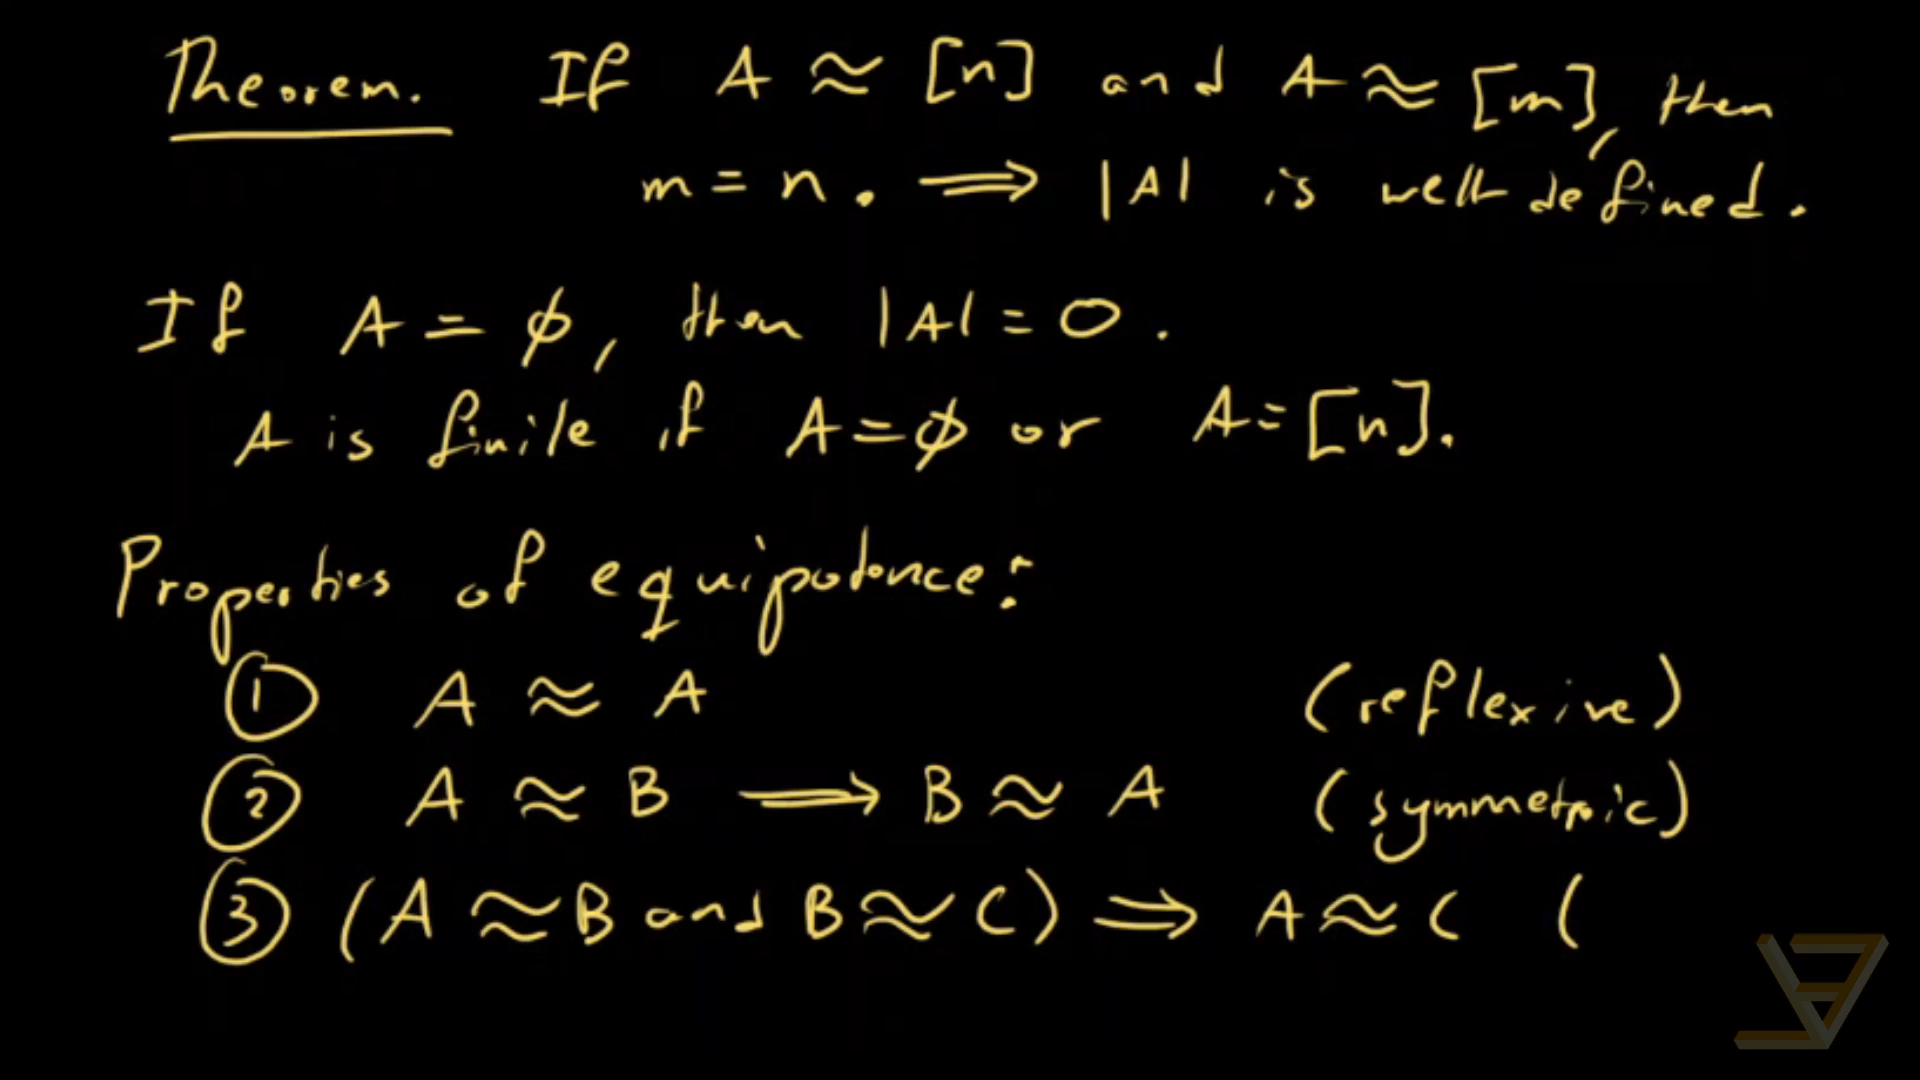 Theorem. If A ≈ [n] and A ≈ [m], then
m = n. ⟹ |A| is well defined.
If A = ϕ, then |A| = 0.
A is finite if A = ϕ or A = [n].
Properties of equipotence:
① A ≈ A (reflexive)
② A ≈ B ⟹ B ≈ A (symmetric)
③ (A ≈ B and B ≈ C) ⟹ A ≈ C (